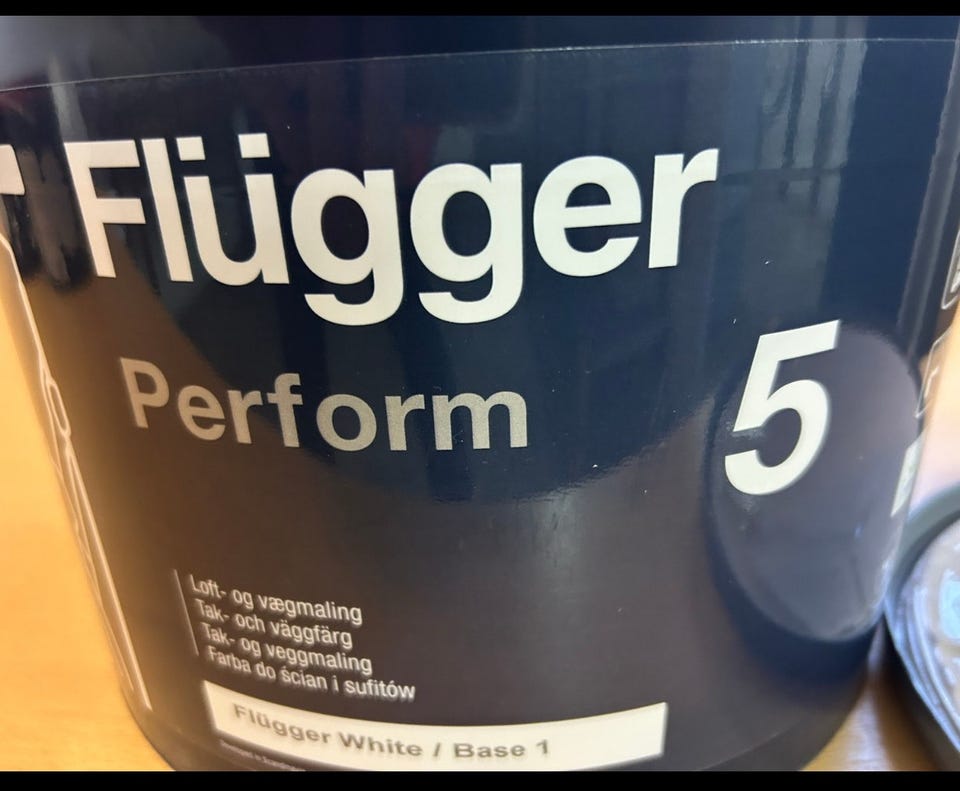 Flügger
Perform
5
Loft- og vægmaling
Tak- och väggfärg
Tak- og veggmaling
Farba do ścian i sufitów
Flügger White / Base 1